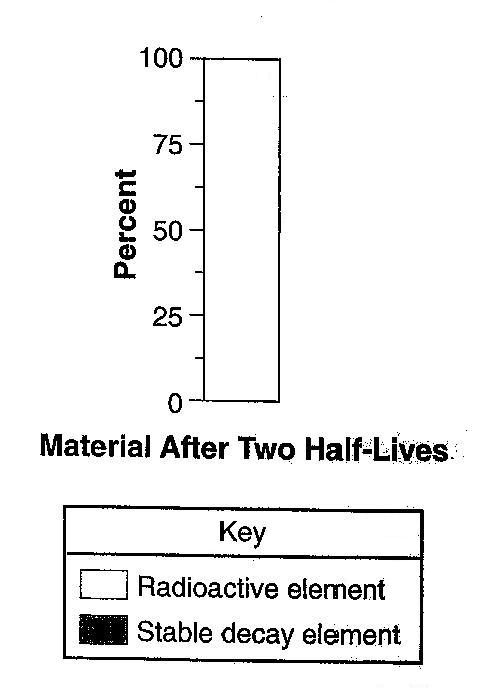 100
75
Percent
50
25
0
Material After Two Half-Lives
Key
Radioactive element
Stable decay element